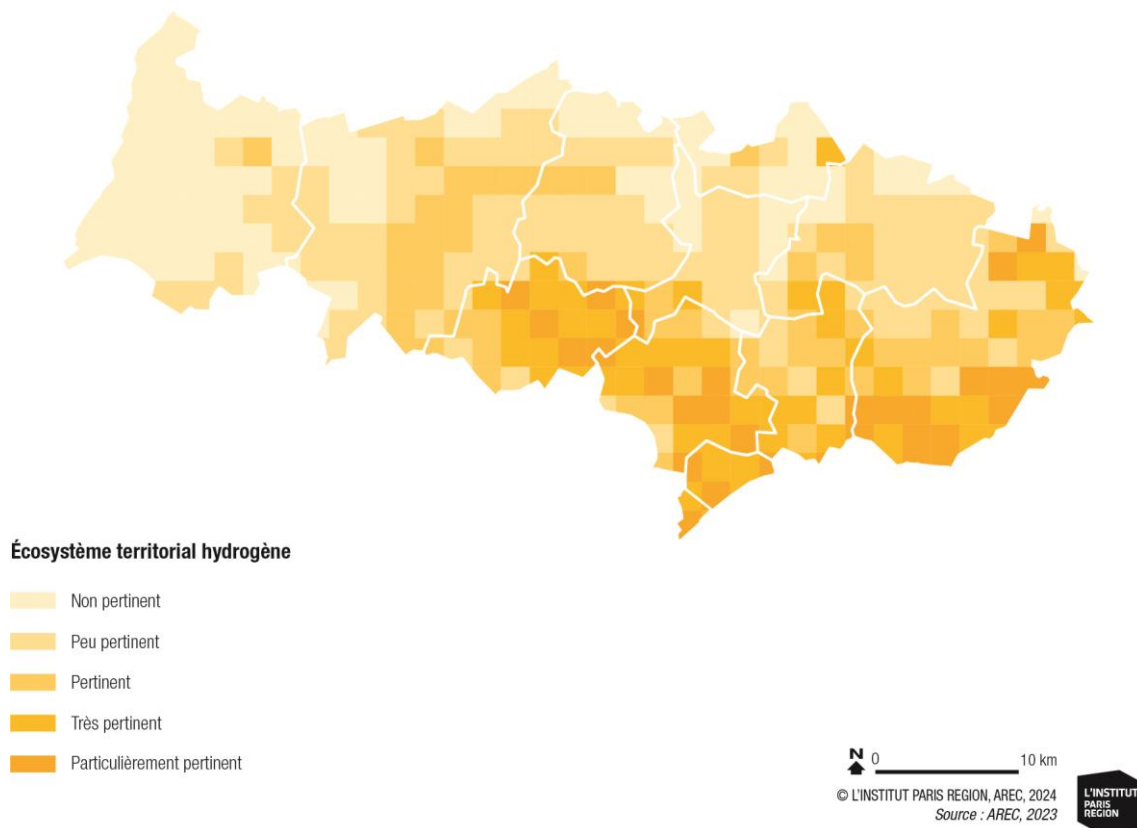 Écosystème territorial hydrogène
Non pertinent
Peu pertinent
Pertinent
Très pertinent
Particulièrement pertinent
N
0 10 km
© L'INSTITUT PARIS REGION, AREC, 2024
Source : AREC, 2023
L'INSTITUT
PARIS
REGION